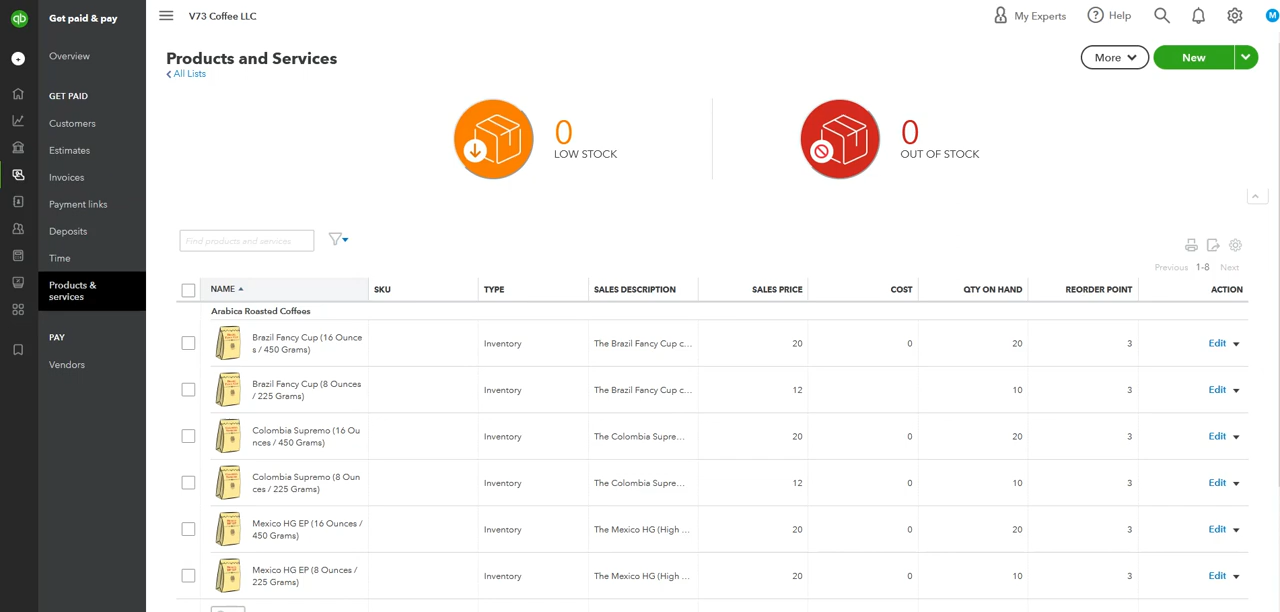 qb
Get paid & pay
V73 Coffee LLC
My Experts
Help
M
Overview
GET PAID
Customers
Estimates
Invoices
Payment links
Deposits
Time
Products &
services
PAY
Vendors
Products and Services
All Lists
More
New
0
LOW STOCK
0
OUT OF STOCK
Find products and services
Previous 1-8 Next
NAME SKU TYPE SALES DESCRIPTION SALES PRICE COST QTY ON HAND REORDER POINT ACTION
Arabica Roasted Coffees
Brazil Fancy Cup (16 Ounce
s / 450 Grams)
Inventory The Brazil Fancy Cup c... 20 0 20 3 Edit
Brazil Fancy Cup (8 Ounces
/ 225 Grams)
Inventory The Brazil Fancy Cup c... 12 10 3 Edit
Colombia Supremo (16 Ou
nces / 450 Grams)
Inventory The Colombia Supre... 20 0 20 3 Edit
Colombia Supremo (8 Oun
ces / 225 Grams)
Inventory The Colombia Supre... 12 0 10 3 Edit
Mexico HG EP (16 Ounces /
450 Grams)
Inventory The Mexico HG (High ... 20 0 20 3 Edit
Mexico HG EP (8 Ounces /
225 Grams)
Inventory The Mexico HG (High ... 20 0 10 3 Edit